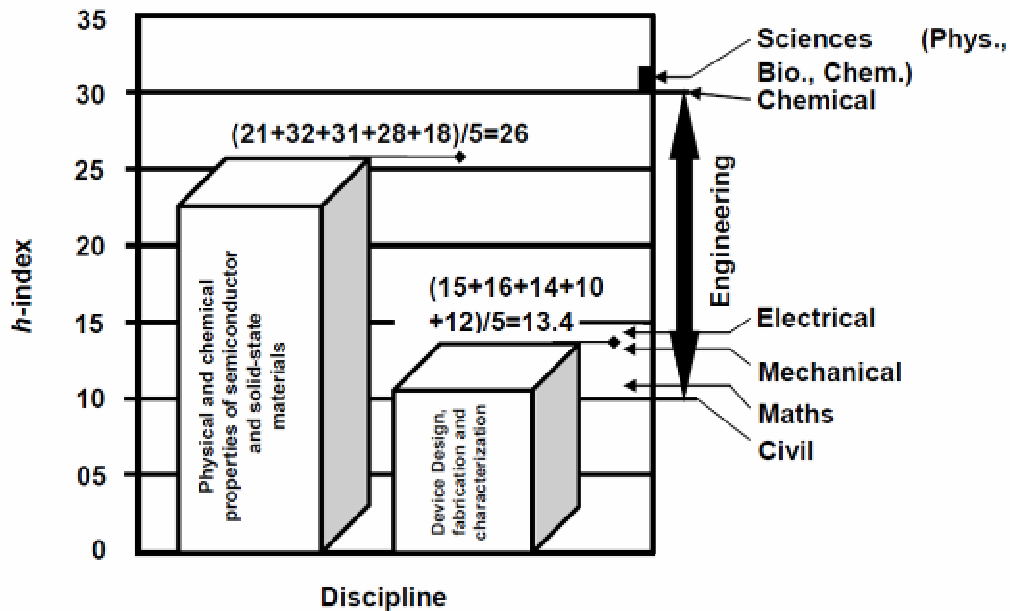 35
30
25
20
15
10
05
0
h-index
Discipline
(21+32+31+28+18)/5=26
Physical and chemical
properties of semiconductor
and solid-state
materials
(15+16+14+10
+12)/5=13.4
Device Design,
fabrication and
characterization
Sciences (Phys.,
Bio., Chem.)
Chemical
Engineering
Electrical
Mechanical
Maths
Civil